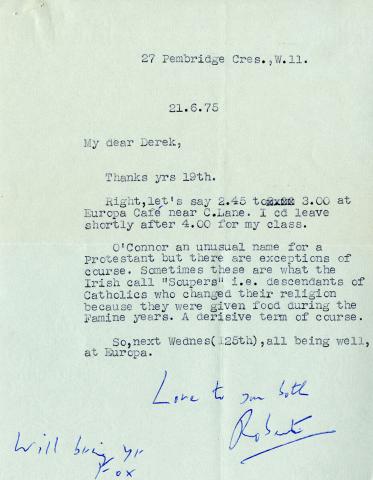 27 Pembridge Cres.,W.11.
21.6.75
My dear Derek,
Thanks yrs 19th.
Right,let's say 2.45 to 3.00 at
Europa Café near C.Lane. I cd leave
shortly after 4.00 for my class.
O'Connor an unusual name for a
Protestant but there are exceptions of
course. Sometimes these are what the
Irish call "Soupers" i.e. descendants of
Catholics who changed their religion
because they were given food during the
Famine years. A derisive term of course.
So,next Wednes(125th),all being well,
at Europa.
Love to you both
Robert
Will bring yr
Fox